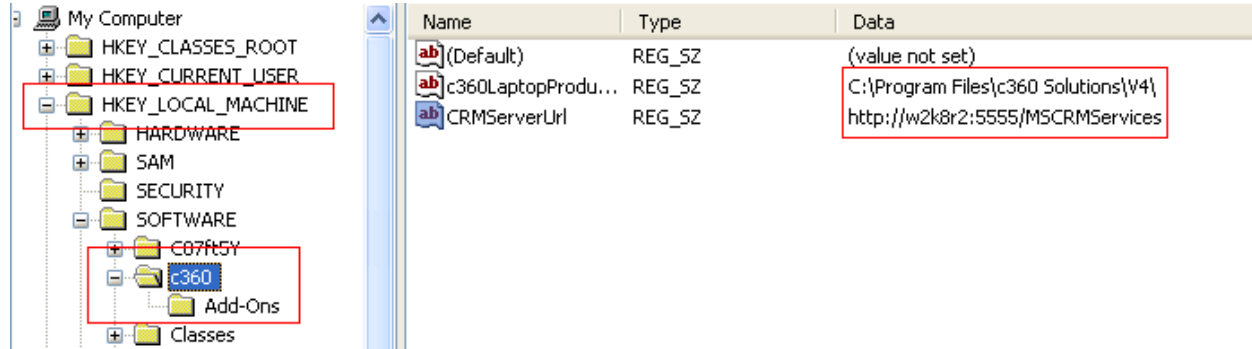 My Computer
HKEY_CLASSES_ROOT
HKEY_CURRENT_USER
HKEY_LOCAL_MACHINE
HARDWARE
SAM
SECURITY
SOFTWARE
C07ft5Y
c360
Add-Ons
Classes
Name Type Data
(Default) REG_SZ (value not set)
c360LaptopProdu... REG_SZ C:\Program Files\c360 Solutions\V4\
CRMServerUrl REG_SZ http://w2k8r2:5555/MSCRMServices